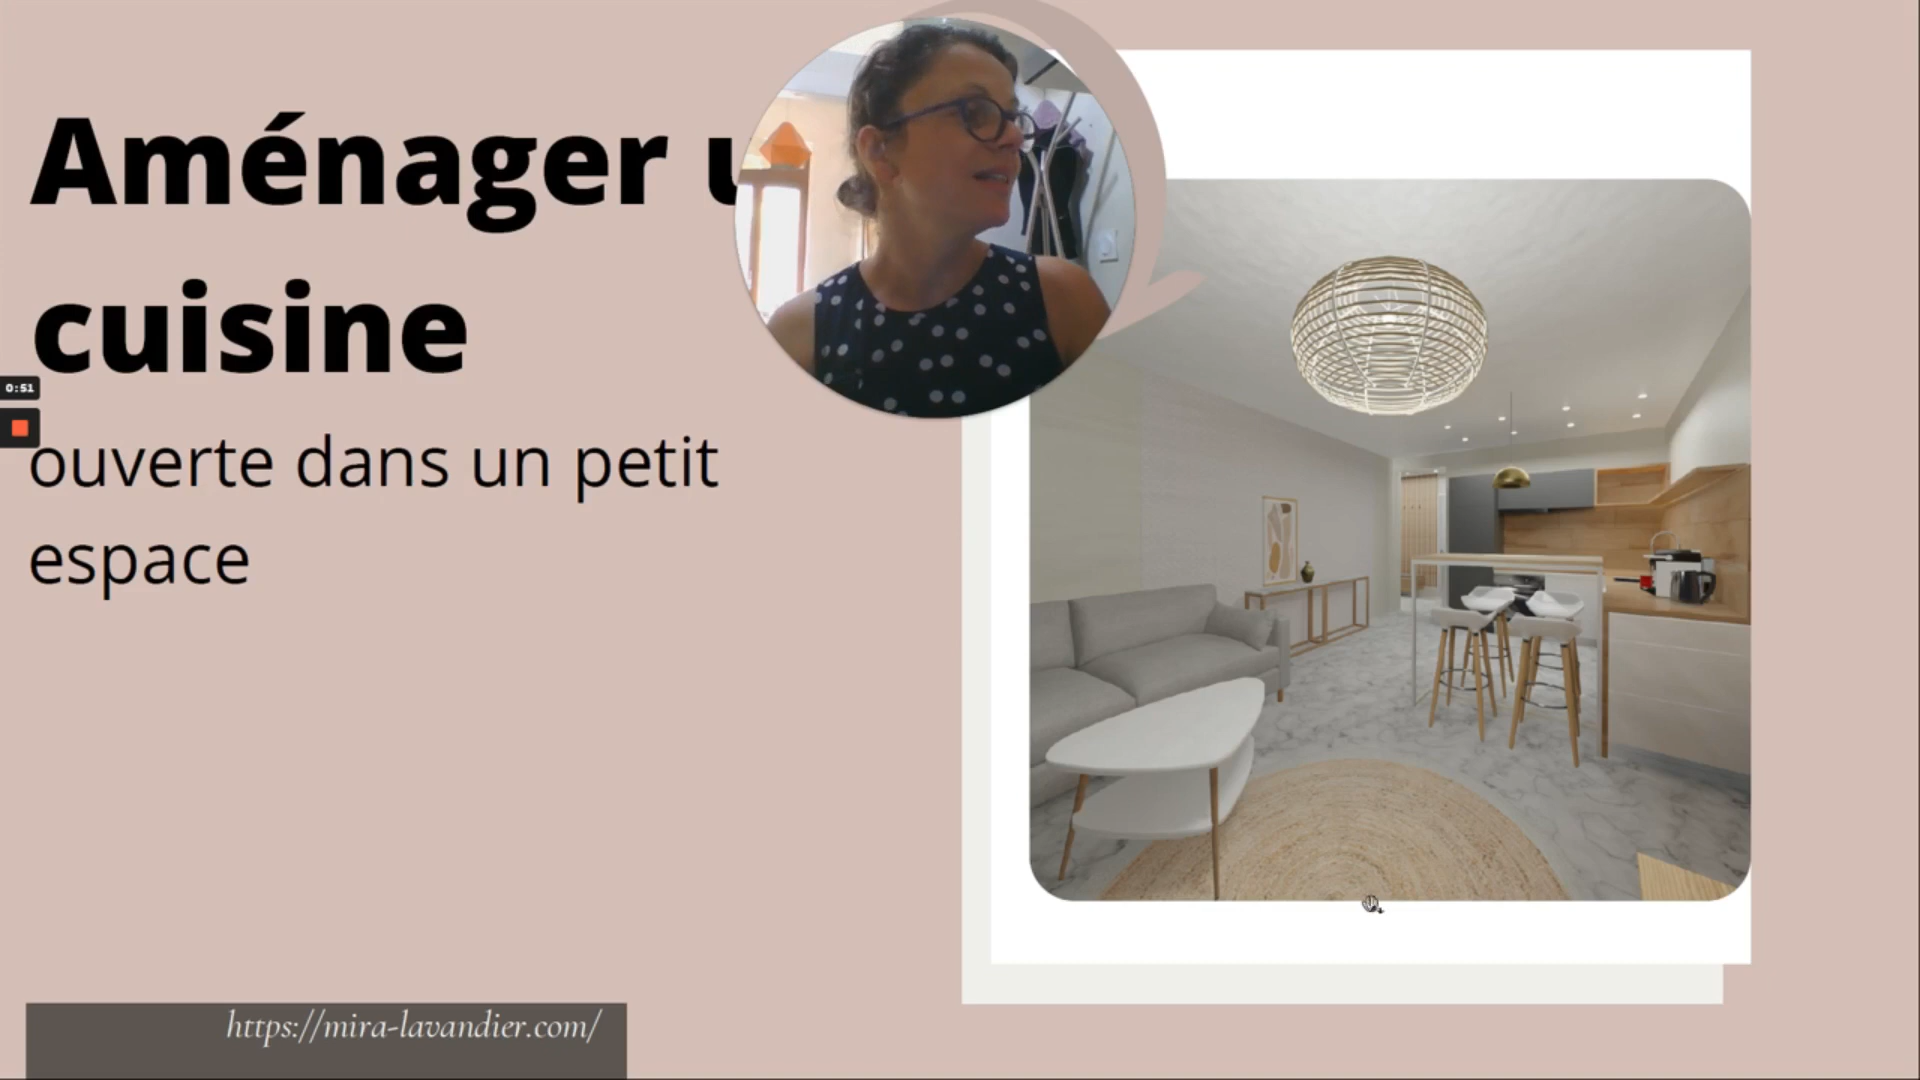 Aménager
cuisine
0:51
ouverte dans un petit
espace
https://mira-lavandier.com/